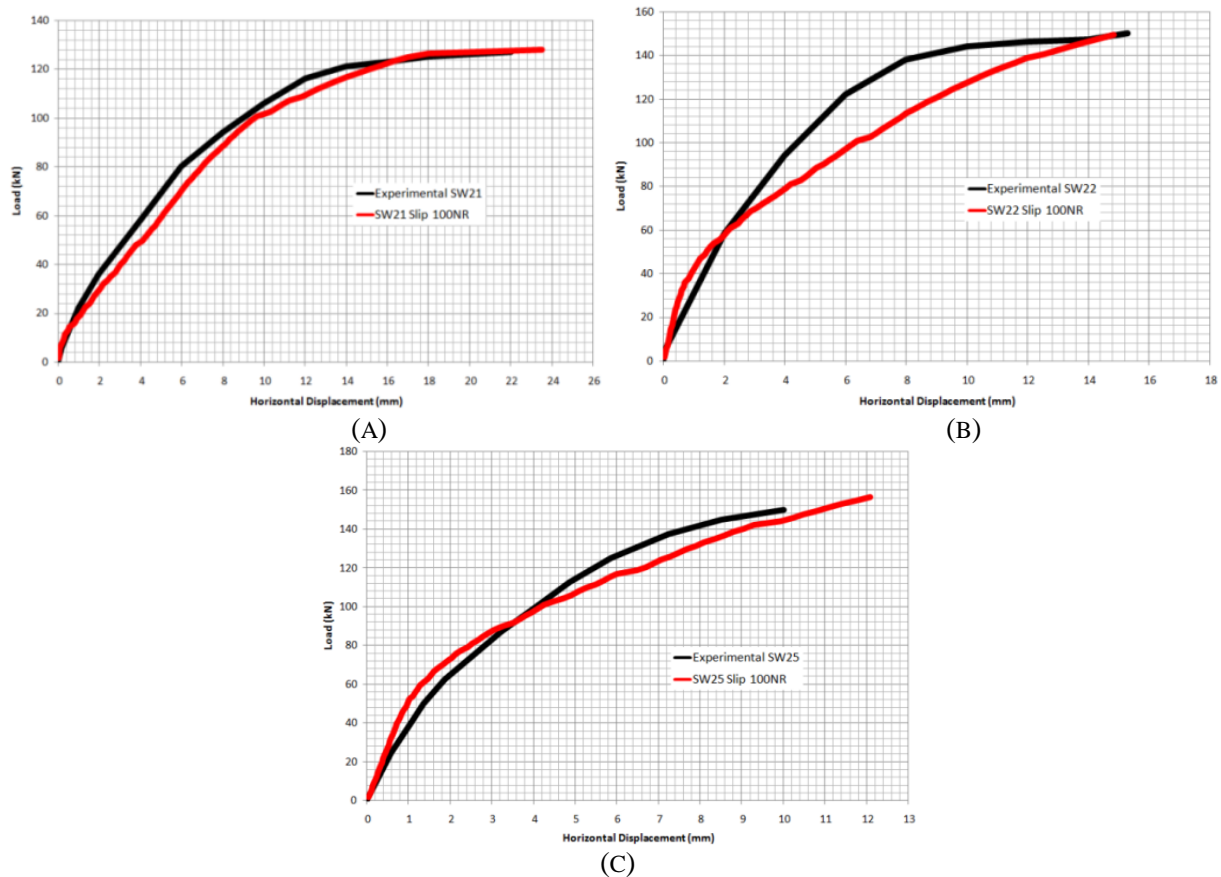 140
120
100
80
60
40
20
0
Load (kN)
0 2 4 6 8 10 12 14 16 18 20 22 24 26
Horizontal Displacement (mm)
Experimental SW21
SW21 Slip 100NR
(A)
160
140
120
100
80
60
40
20
0
Load (kN)
0 2 4 6 8 10 12 14 16 18
Horizontal Displacement (mm)
Experimental SW22
SW22 Slip 100NR
(B)
180
160
140
120
100
80
60
40
20
0
Load (kN)
0 1 2 3 4 5 6 7 8 9 10 11 12 13
Horizontal Displacement (mm)
Experimental SW25
SW25 Slip 100NR
(C)